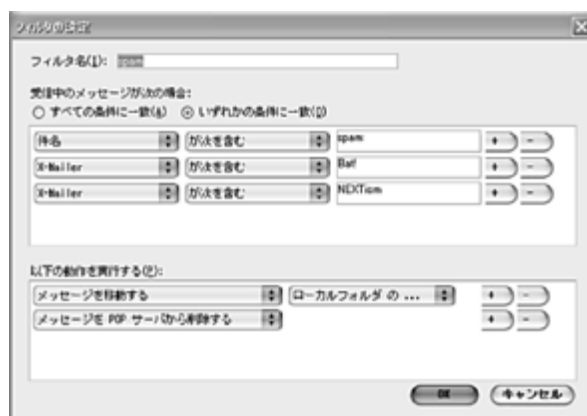 フィルタの設定
フィルタ名(I): spam
受信中のメッセージが次の場合:
すべての条件に一致(A) いずれかの条件に一致(O)
件名 が次を含む spam + -
X-Mailer が次を含む Bat! + -
X-Mailer が次を含む NEXTism + -
以下の動作を実行する(P):
メッセージを移動する ローカルフォルダ の ... + -
メッセージを POP サーバから削除する + -
OK キャンセル